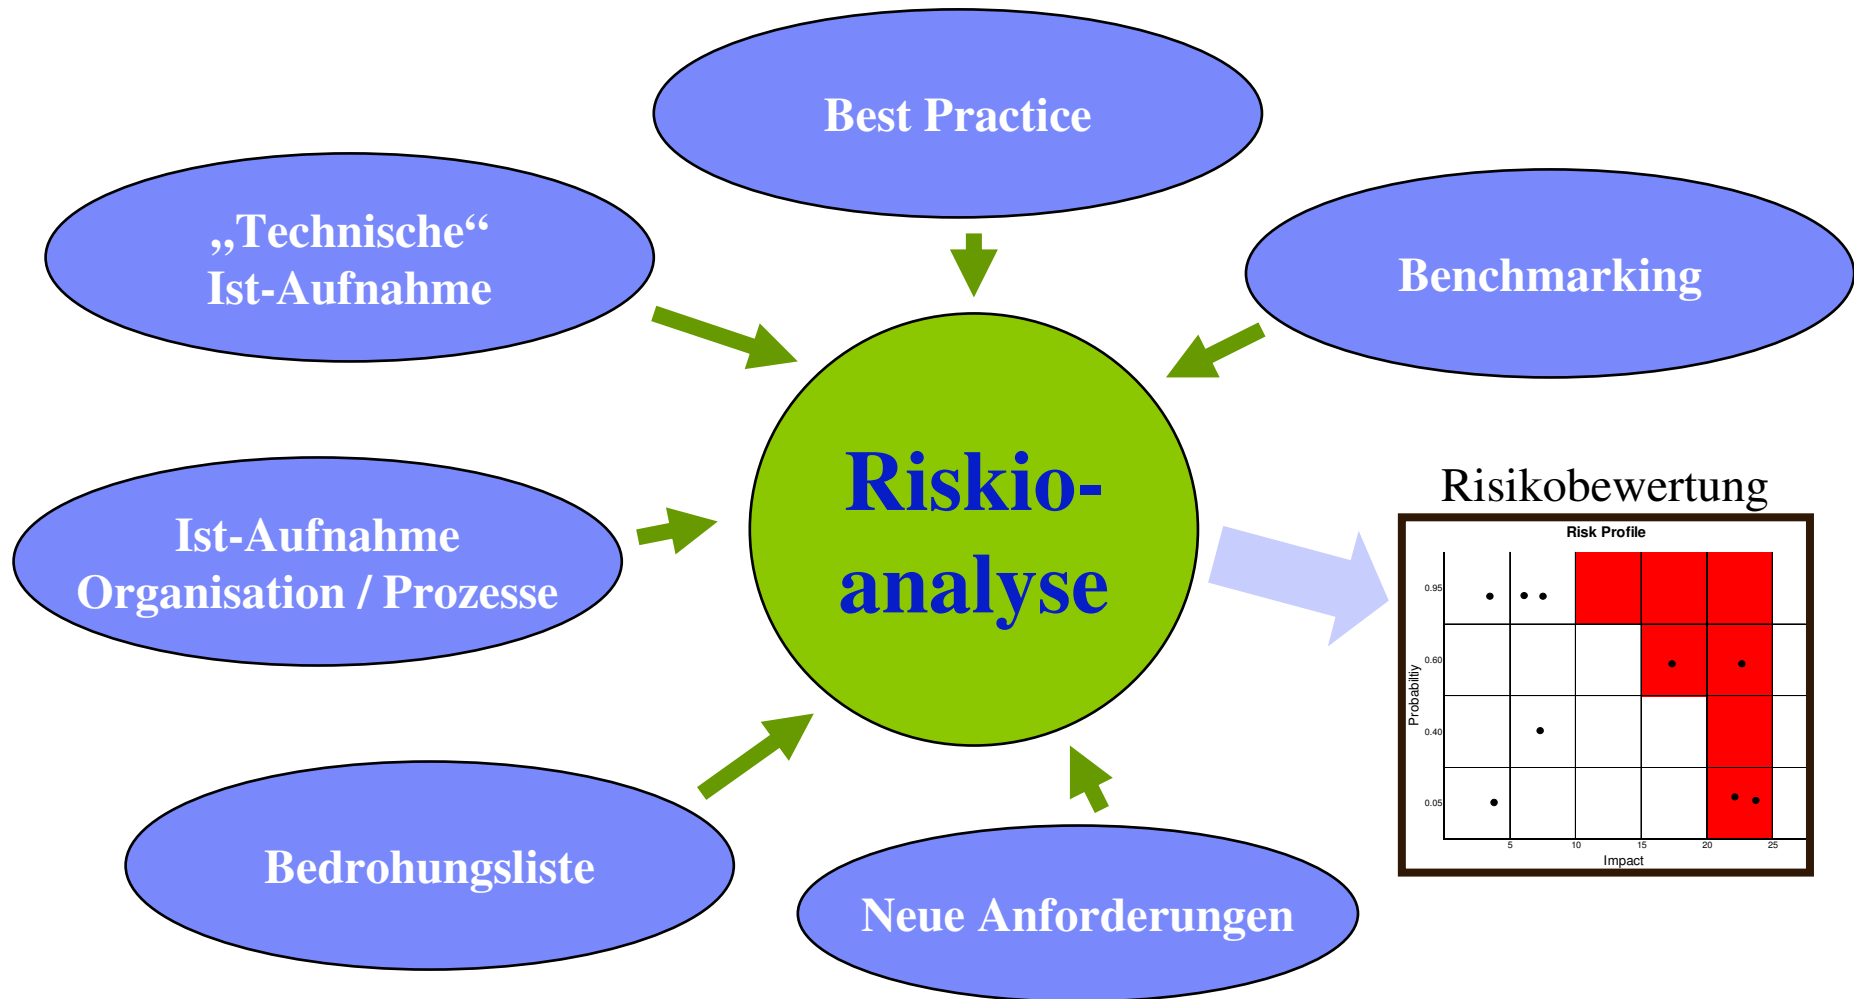 Best Practice
„Technische“
Ist-Aufnahme
Benchmarking
Riskio-
analyse
Ist-Aufnahme
Organisation / Prozesse
Bedrohungsliste
Neue Anforderungen
Risikobewertung
Risk Profile
Probabiltiy
0.95
0.60
0.40
0.05
5 10 15 20 25
Impact